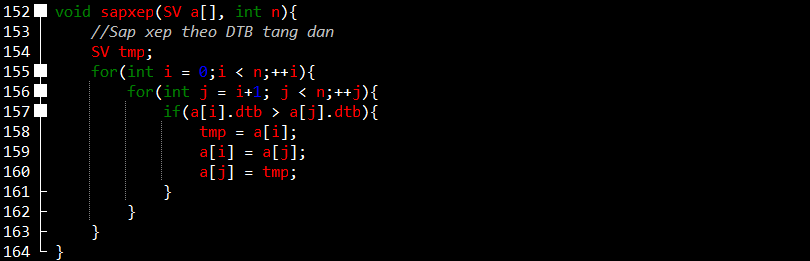 152 void sapxep(SV a[], int n){
153 //Sap xep theo DTB tang dan
154 SV tmp;
155 for(int i = 0;i < n;++i){
156 for(int j = i+1; j < n;++j){
157 if(a[i].dtb > a[j].dtb){
158 tmp = a[i];
159 a[i] = a[j];
160 a[j] = tmp;
161 }
162 }
163 }
164 }